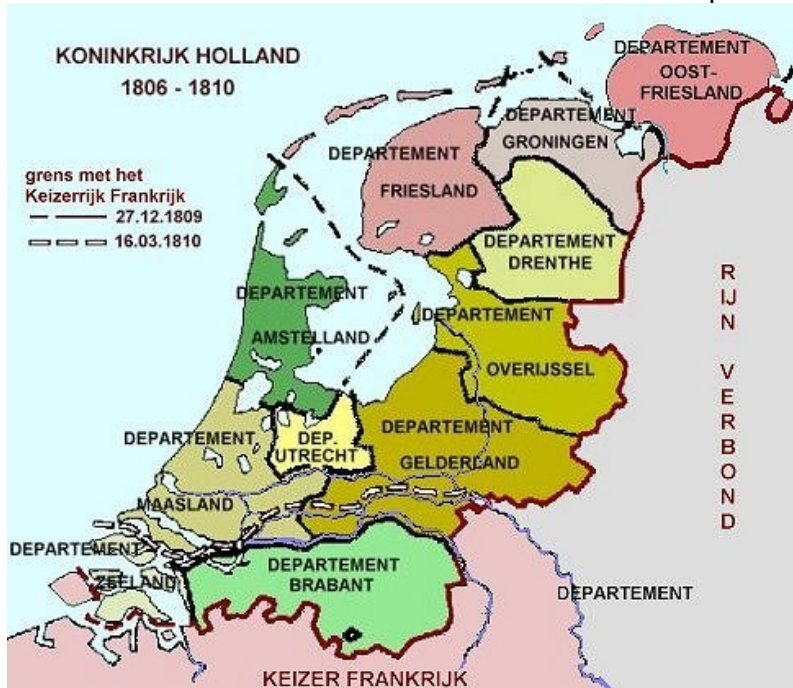 KONINKRIJK HOLLAND
1806 - 1810
DEPARTEMENT
OOST-
FRIESLAND
DEPARTEMENT
GRONINGEN
DEPARTEMENT
FRIESLAND
grens met het
Keizerrijk Frankrijk
27.12.1809
16.03.1810
DEPARTEMENT
DRENTHE
DEPARTEMENT
AMSTELLAND
DEPARTEMENT
OVERIJSSEL
RIJN VERBOND
DEPARTEMENT
MAASLAND
DEP.
UTRECHT
DEPARTEMENT
GELDERLAND
DEPARTEMENT
ZEELAND
DEPARTEMENT
BRABANT
DEPARTEMENT
KEIZER FRANKRIJK